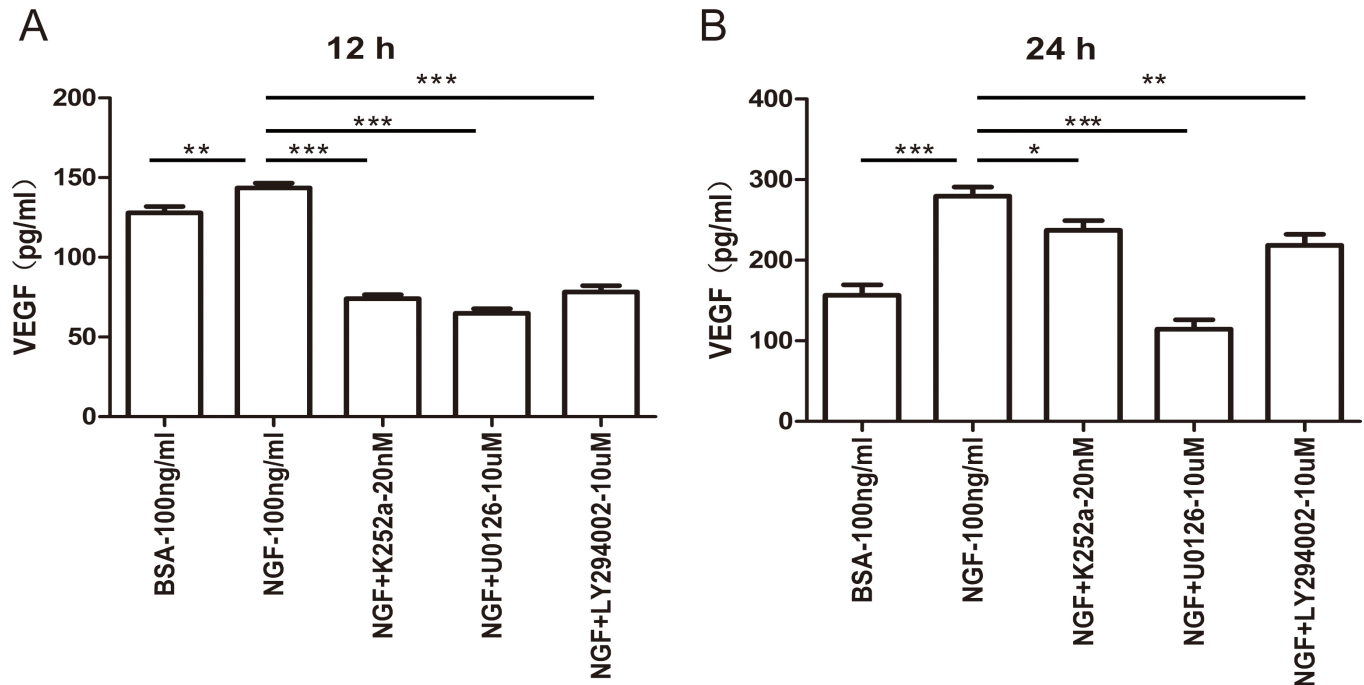 A
12 h
***
***
** ***
200
150
100
50
0
VEGF（pg/ml）
BSA-100ng/ml
NGF-100ng/ml
NGF+K252a-20nM
NGF+U0126-10uM
NGF+LY294002-10uM
B
24 h
**
***
*** *
400
300
200
100
0
VEGF（pg/ml）
BSA-100ng/ml
NGF-100ng/ml
NGF+K252a-20nM
NGF+U0126-10uM
NGF+LY294002-10uM